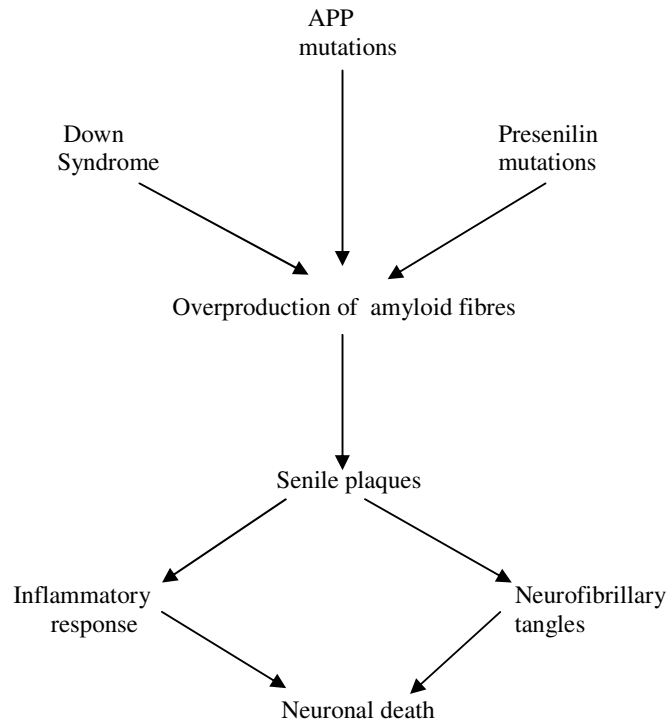 APP
mutations
Down
Syndrome
Presenilin
mutations
Overproduction of amyloid fibres
Senile plaques
Inflammatory
response
Neurofibrillary
tangles
Neuronal death